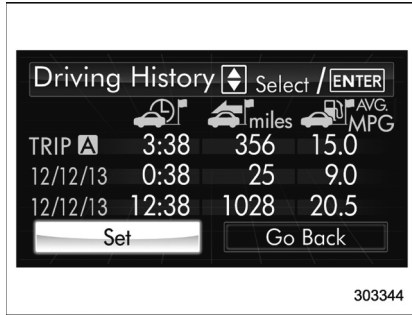 Driving History Select / ENTER
miles AVG. MPG
TRIP A 3:38 356 15.0
12/12/13 0:38 25 9.0
12/12/13 12:38 1028 20.5
Set Go Back
303344